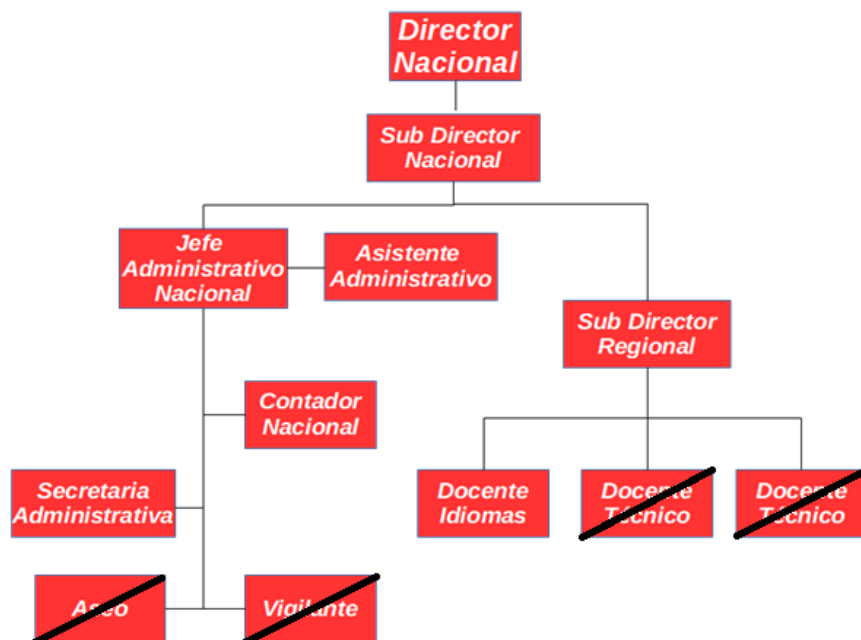 Director
Nacional
Sub Director
Nacional
Jefe
Administrativo
Nacional
Asistente
Administrativo
Sub Director
Regional
Contador
Nacional
Secretaria
Administrativa
Docente
Idiomas
Docente
Técnico
Docente
Técnico
Aseo
Vigilante